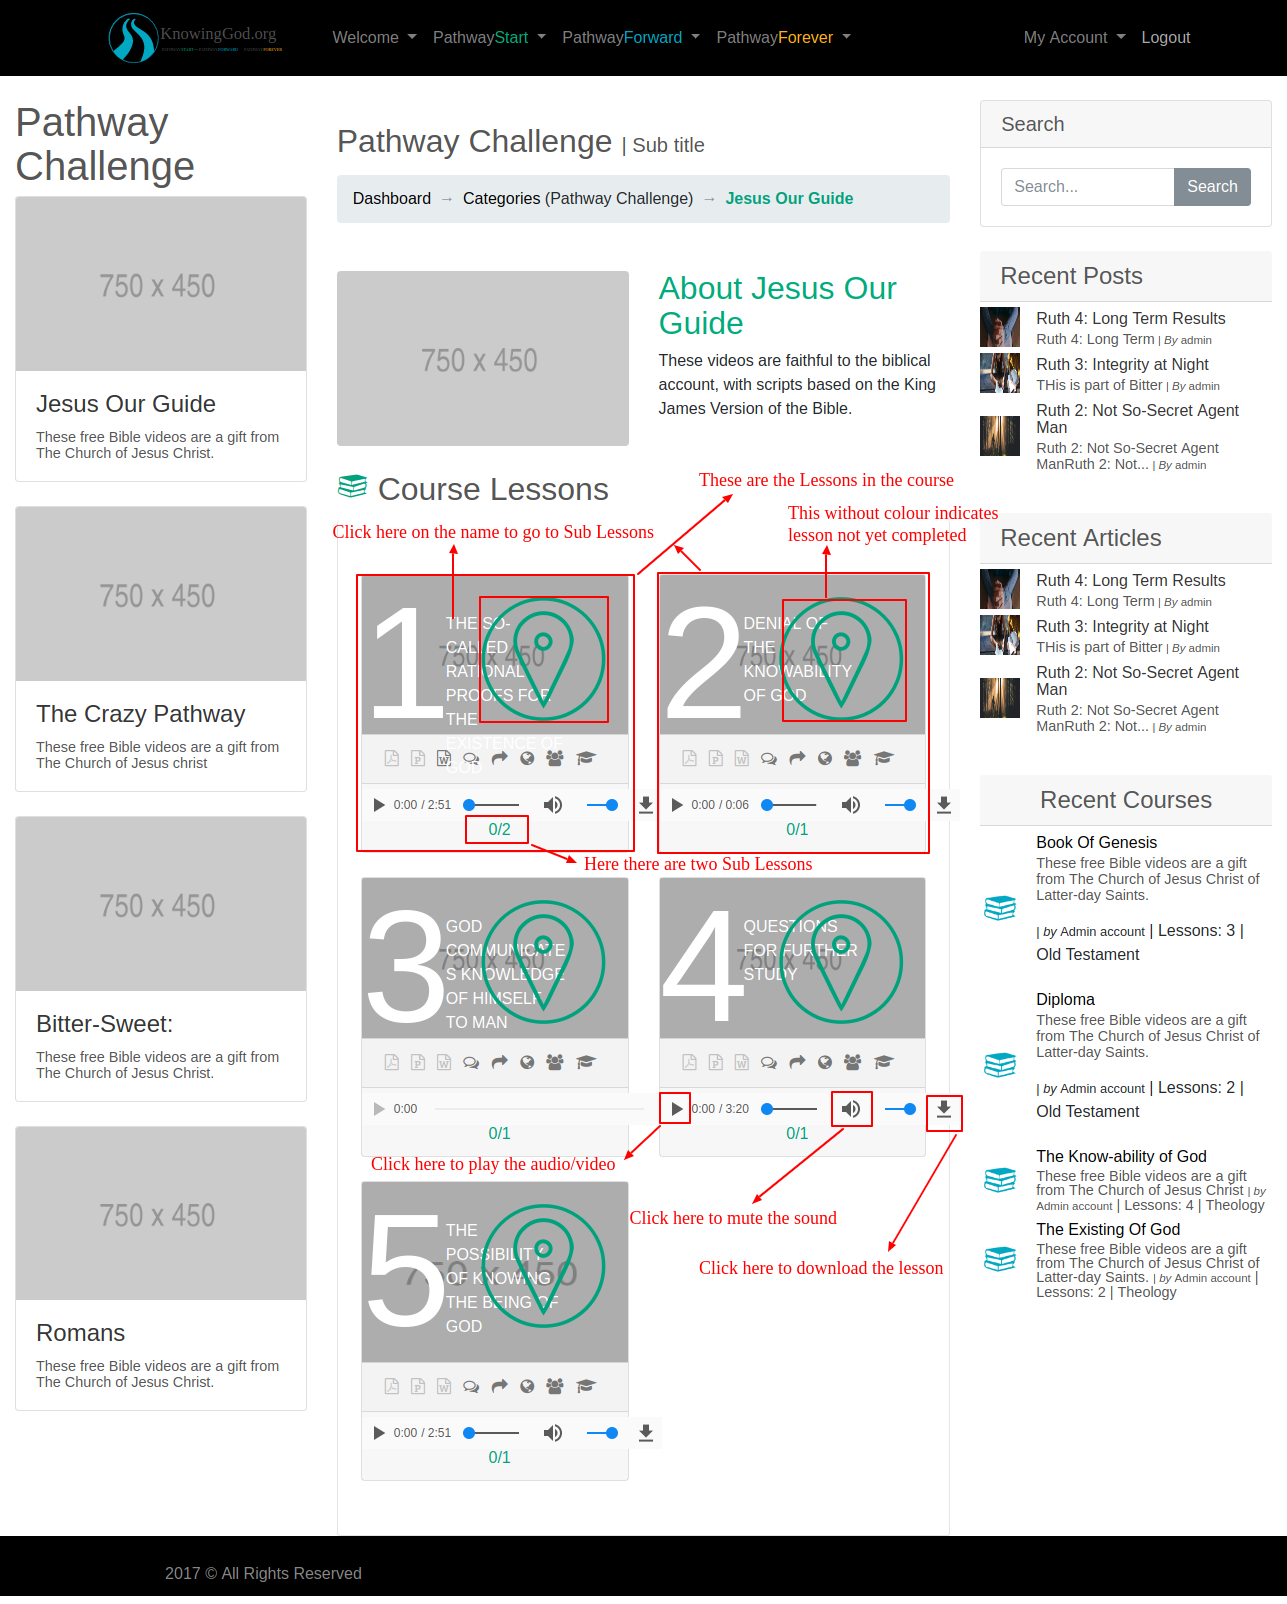 KnowingGod.org
Welcome
PathwayStart
PathwayForward
PathwayForever
My Account
Logout
Pathway
Challenge
750 x 450
Jesus Our Guide
These free Bible videos are a gift from
The Church of Jesus Christ.
750 x 450
The Crazy Pathway
These free Bible videos are a gift from
The Church of Jesus christ
750 x 450
Bitter-Sweet:
These free Bible videos are a gift from
The Church of Jesus Christ.
750 x 450
Romans
These free Bible videos are a gift from
The Church of Jesus Christ.
Pathway Challenge | Sub title
Dashboard → Categories (Pathway Challenge) → Jesus Our Guide
750 x 450
About Jesus Our
Guide
These videos are faithful to the biblical
account, with scripts based on the King
James Version of the Bible.
Course Lessons
These are the Lessons in the course
This without colour indicates
lesson not yet completed
Click here on the name to go to Sub Lessons
1
THE SO-
CALLED
RATIONAL
PROOFS FOR
THE
EXISTENCE OF
GOD
750 x 450
0:00 / 2:51
0/2
2
DENIAL OF
THE
KNOWABILITY
OF GOD
750 x 450
0:00 / 0:06
0/1
Here there are two Sub Lessons
3
GOD
COMMUNICATE
S KNOWLEDGE
OF HIMSELF
TO MAN
750 x 450
0:00
0/1
4
QUESTIONS
FOR FURTHER
STUDY
750 x 450
0:00 / 3:20
0/1
Click here to play the audio/video
Click here to mute the sound
Click here to download the lesson
5
THE
POSSIBILITY
OF KNOWING
THE BEING OF
GOD
750 x 450
0:00 / 2:51
0/1
Search
Search...
Search
Recent Posts
Ruth 4: Long Term Results
Ruth 4: Long Term | By admin
Ruth 3: Integrity at Night
THis is part of Bitter | By admin
Ruth 2: Not So-Secret Agent
Man
Ruth 2: Not So-Secret Agent
ManRuth 2: Not... | By admin
Recent Articles
Ruth 4: Long Term Results
Ruth 4: Long Term | By admin
Ruth 3: Integrity at Night
THis is part of Bitter | By admin
Ruth 2: Not So-Secret Agent
Man
Ruth 2: Not So-Secret Agent
ManRuth 2: Not... | By admin
Recent Courses
Book Of Genesis
These free Bible videos are a gift
from The Church of Jesus Christ of
Latter-day Saints.
| by Admin account | Lessons: 3 |
Old Testament
Diploma
These free Bible videos are a gift
from The Church of Jesus Christ of
Latter-day Saints.
| by Admin account | Lessons: 2 |
Old Testament
The Know-ability of God
These free Bible videos are a gift
from The Church of Jesus Christ | by
Admin account | Lessons: 4 | Theology
The Existing Of God
These free Bible videos are a gift
from The Church of Jesus Christ of
Latter-day Saints. | by Admin account |
Lessons: 2 | Theology
2017 © All Rights Reserved